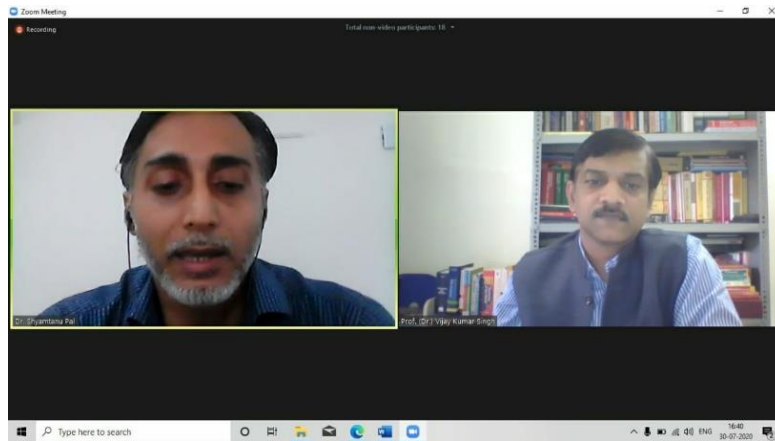 Zoom Meeting
Recording
Total non-video participants: 18
Dr. Shyamtanu Pal
Prof. (Dr.) Vijay Kumar Singh
Type here to search
ENG
16:40
30-07-2020